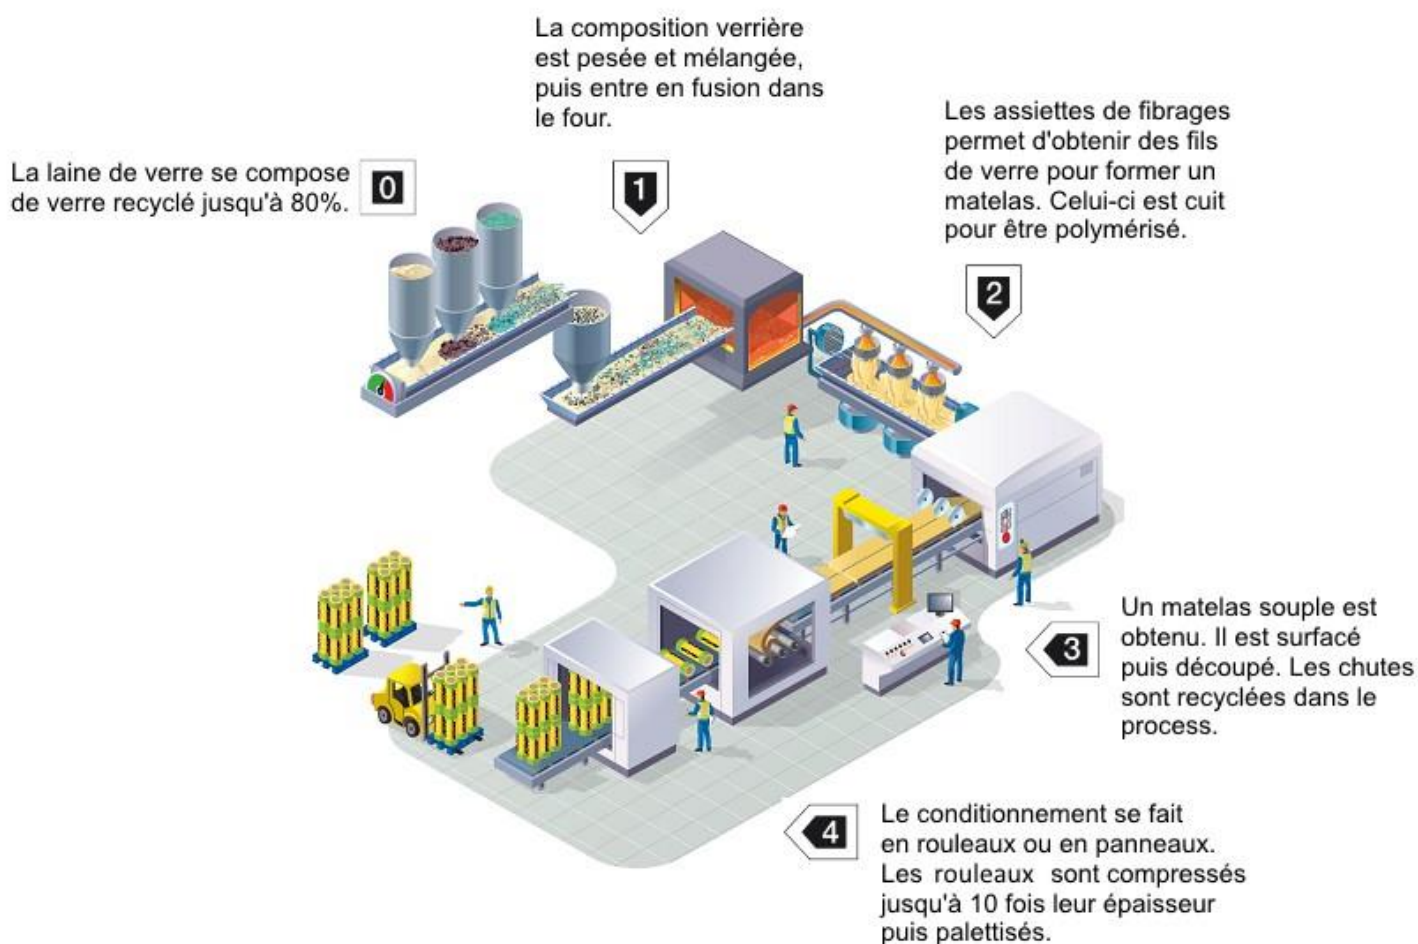 La composition verrière
est pesée et mélangée,
puis entre en fusion dans
le four.
1
Les assiettes de fibrages
permet d'obtenir des fils
de verre pour former un
matelas. Celui-ci est cuit
pour être polymérisé.
2
La laine de verre se compose
de verre recyclé jusqu'à 80%.
0
3
Un matelas souple est
obtenu. Il est surfacé
puis découpé. Les chutes
sont recyclées dans le
process.
4
Le conditionnement se fait
en rouleaux ou en panneaux.
Les rouleaux sont compressés
jusqu'à 10 fois leur épaisseur
puis palettisés.